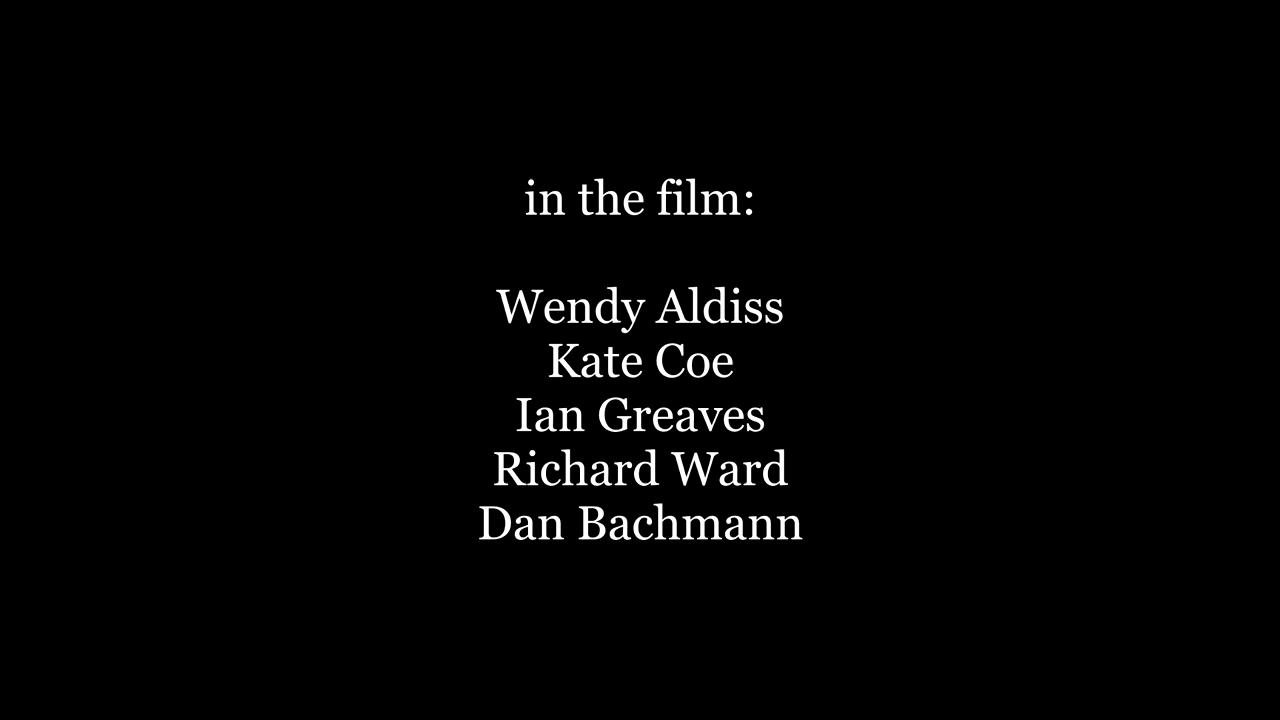 in the film:
Wendy Aldiss
Kate Coe
Ian Greaves
Richard Ward
Dan Bachmann